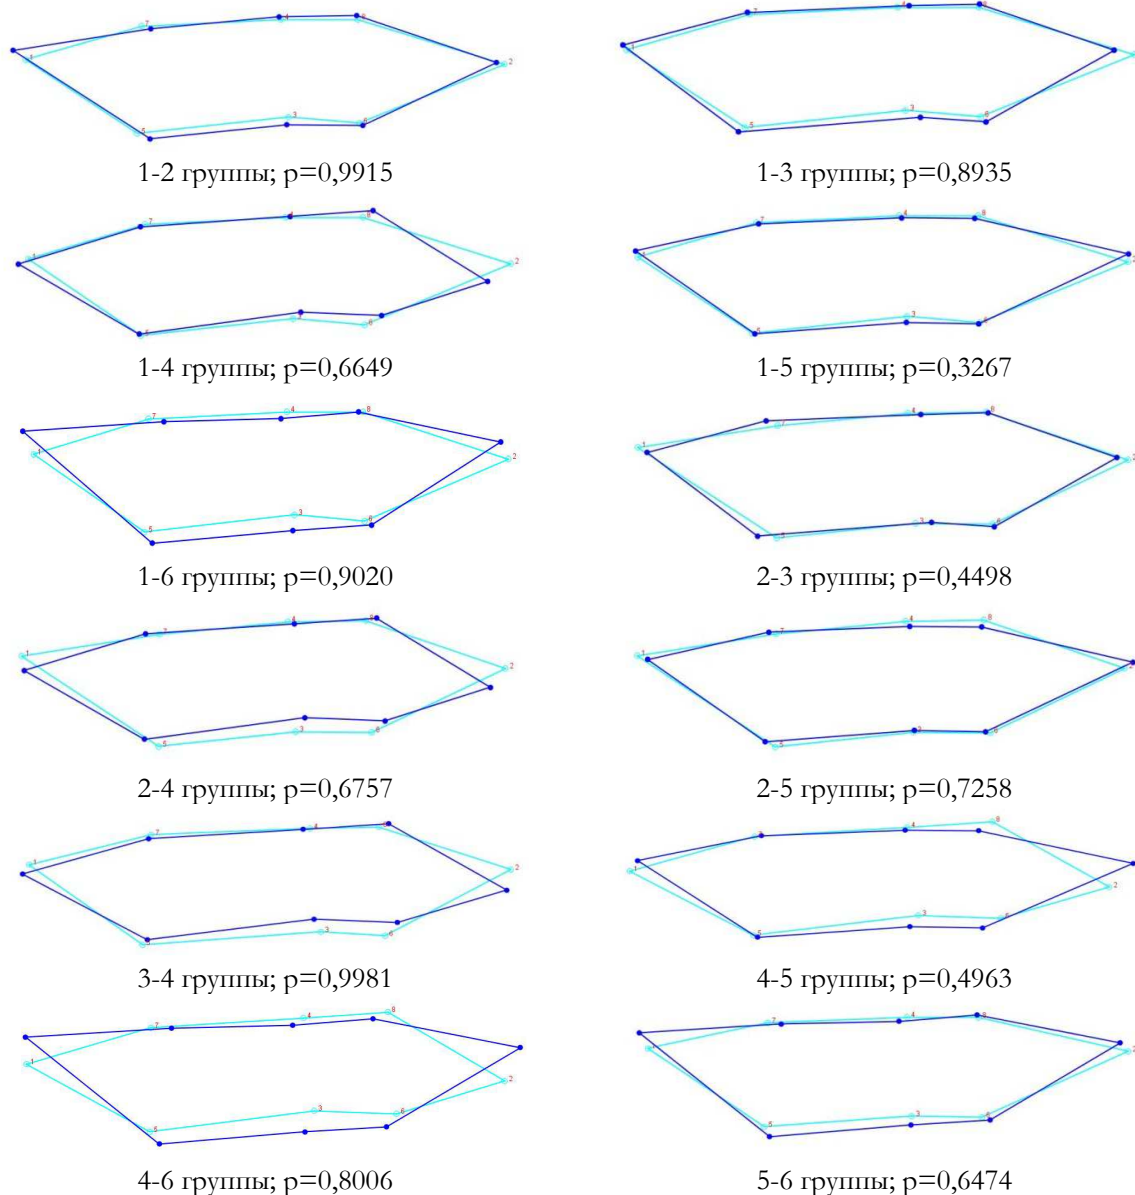 1-2 группы; p=0,9915
1-3 группы; p=0,8935
1-4 группы; p=0,6649
1-5 группы; p=0,3267
1-6 группы; p=0,9020
2-3 группы; p=0,4498
2-4 группы; p=0,6757
2-5 группы; p=0,7258
3-4 группы; p=0,9981
4-5 группы; p=0,4963
4-6 группы; p=0,8006
5-6 группы; p=0,6474